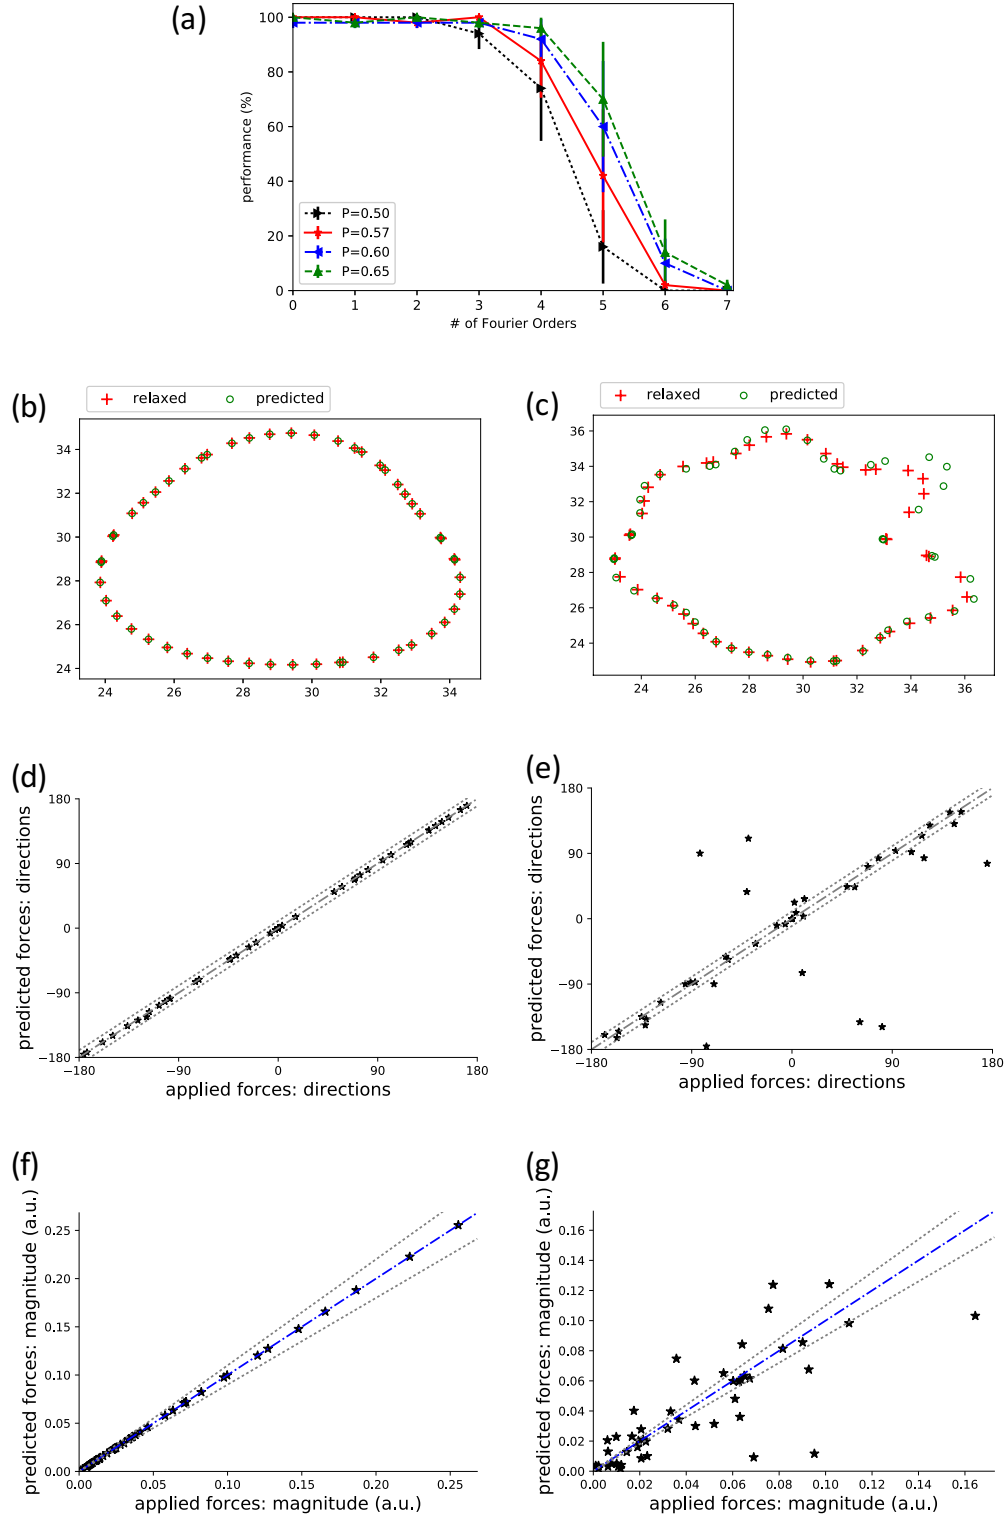 (a)
100
80
60
40
20
0
performance (%)
P=0.50
P=0.57
P=0.60
P=0.65
0 1 2 3 4 5 6 7
# of Fourier Orders
(b)
relaxed predicted
34
32
30
28
26
24
24 26 28 30 32 34
(c)
relaxed predicted
36
34
32
30
28
26
24
22
24 26 28 30 32 34 36
(d)
180
90
0
−90
−180
predicted forces: directions
−180 −90 0 90 180
applied forces: directions
(e)
180
90
0
−90
−180
predicted forces: directions
−180 −90 0 90 180
applied forces: directions
(f)
predicted forces: magnitude (a.u.)
0.25
0.20
0.15
0.10
0.05
0.00
0.00 0.05 0.10 0.15 0.20 0.25
applied forces: magnitude (a.u.)
(g)
predicted forces: magnitude (a.u.)
0.16
0.14
0.12
0.10
0.08
0.06
0.04
0.02
0.00
0.00 0.02 0.04 0.06 0.08 0.10 0.12 0.14 0.16
applied forces: magnitude (a.u.)